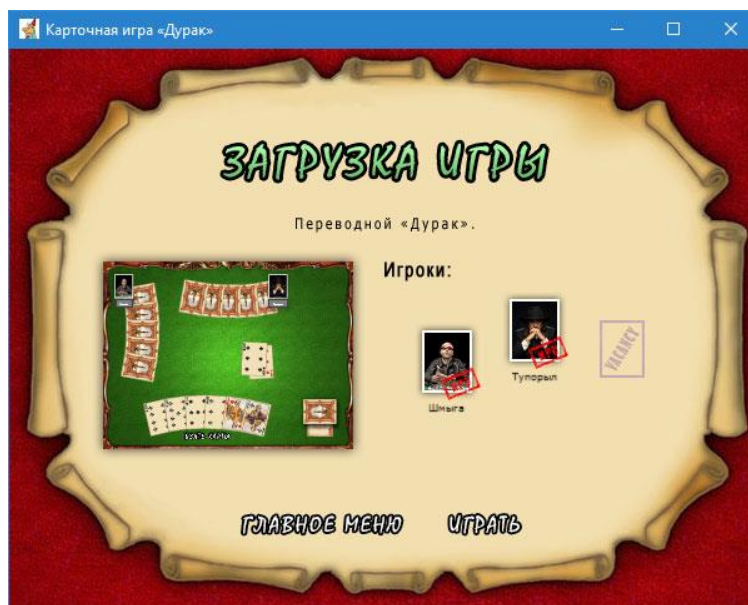 Карточная игра «Дурак»
ЗАГРУЗКА ИГРЫ
Переводной «Дурак».
Игроки:
Шмыга
Тупорыл
VACANCY
ГЛАВНОЕ МЕНЮ
ИГРАТЬ